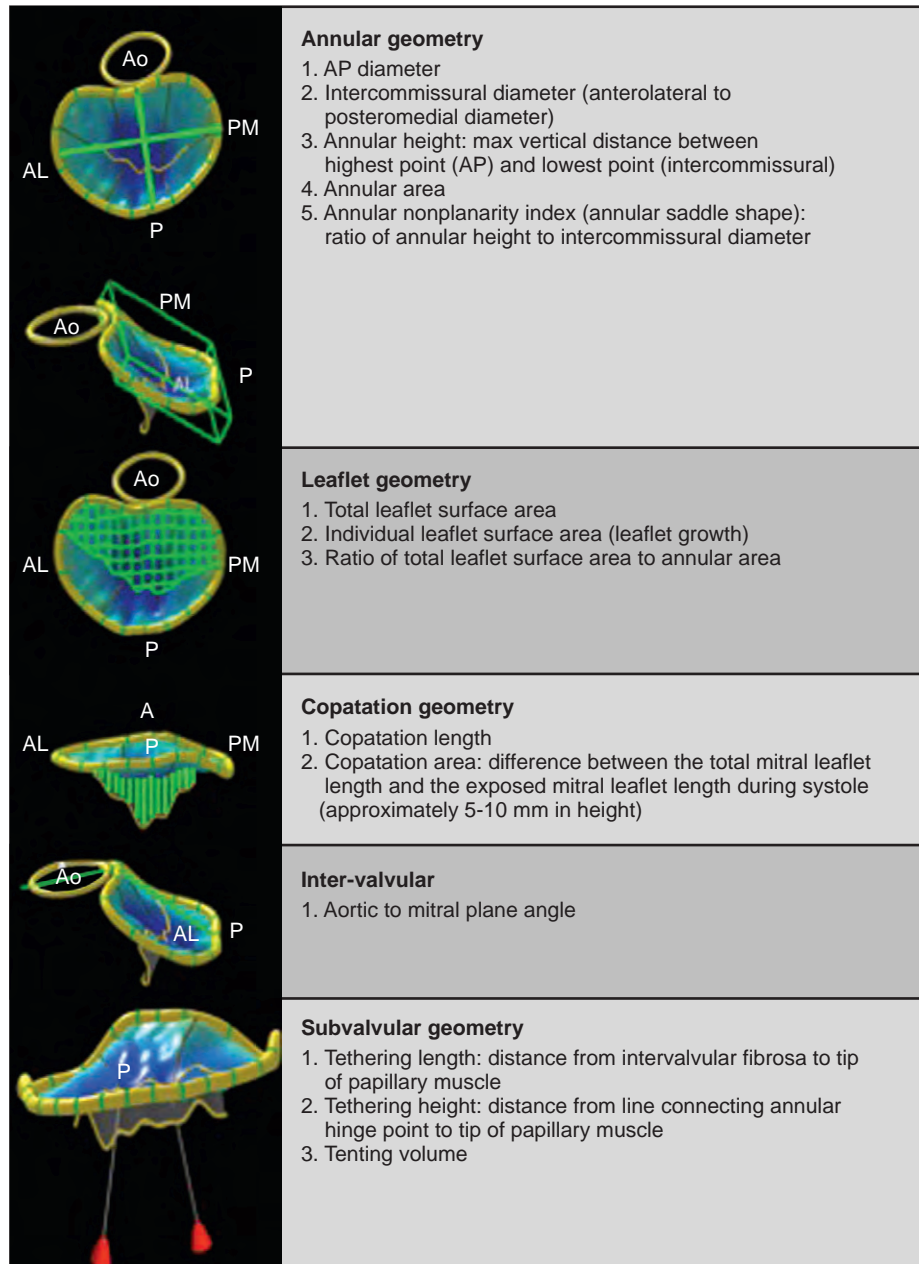 Ao
PM
AL
P
Annular geometry
1. AP diameter
2. Intercommissural diameter (anterolateral to
posteromedial diameter)
3. Annular height: max vertical distance between
highest point (AP) and lowest point (intercommissural)
4. Annular area
5. Annular nonplanarity index (annular saddle shape):
ratio of annular height to intercommissural diameter
PM
Ao
P
AL
Ao
AL
PM
P
Leaflet geometry
1. Total leaflet surface area
2. Individual leaflet surface area (leaflet growth)
3. Ratio of total leaflet surface area to annular area
A
AL
P
PM
Copatation geometry
1. Copatation length
2. Copatation area: difference between the total mitral leaflet
length and the exposed mitral leaflet length during systole
(approximately 5-10 mm in height)
Ao
AL
P
Inter-valvular
1. Aortic to mitral plane angle
P
Subvalvular geometry
1. Tethering length: distance from intervalvular fibrosa to tip
of papillary muscle
2. Tethering height: distance from line connecting annular
hinge point to tip of papillary muscle
3. Tenting volume